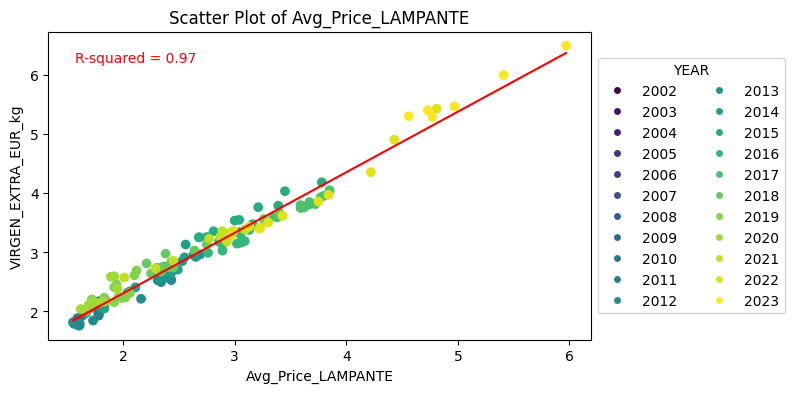 Scatter Plot of Avg_Price_LAMPANTE
R-squared = 0.97
VIRGEN_EXTRA_EUR_kg
6
5
4
3
2
2 3 4 5 6
Avg_Price_LAMPANTE
YEAR
2002 2013
2003 2014
2004 2015
2005 2016
2006 2017
2007 2018
2008 2019
2009 2020
2010 2021
2011 2022
2012 2023